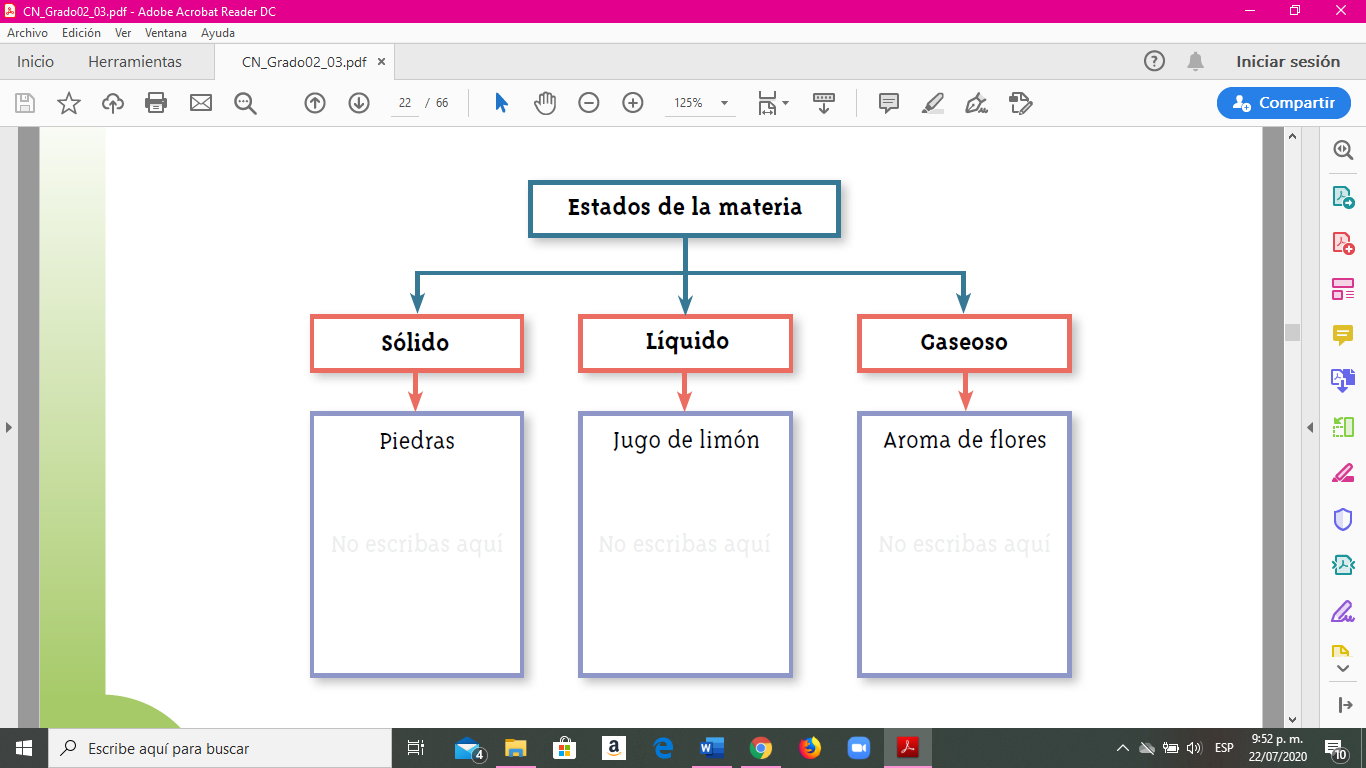 CN_Grado02_03.pdf - Adobe Acrobat Reader DC
Archivo Edición Ver Ventana Ayuda
Inicio Herramientas CN_Grado02_03.pdf Iniciar sesión
22 / 66 125% Compartir
Estados de la materia
Sólido Líquido Gaseoso
Piedras Jugo de limón Aroma de flores
No escribas aquí No escribas aquí No escribas aquí
Escribe aquí para buscar 4 ESP 9:52 p. m.
22/07/2020 10